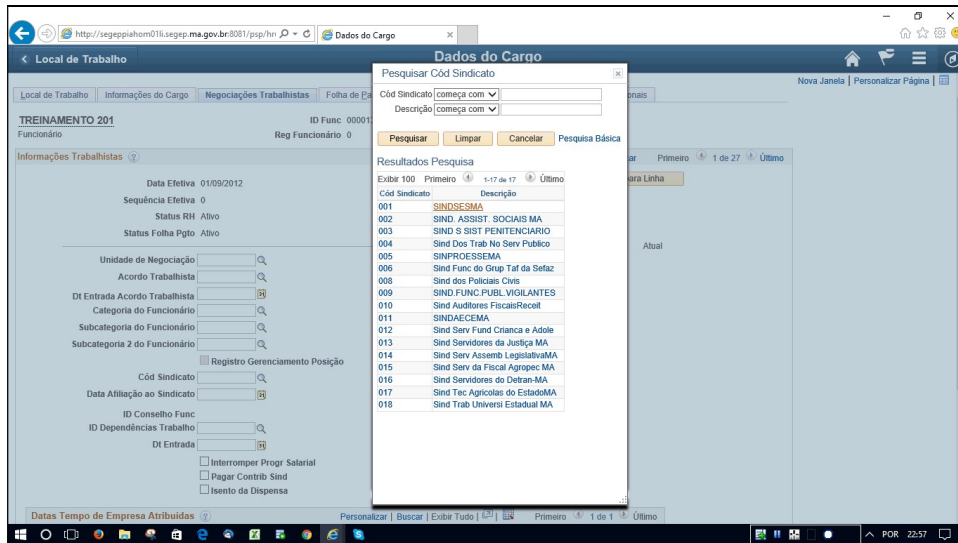 http://segeppiahom01li.segep.ma.gov.br:8081/psp/hrı
Dados do Cargo
Local de Trabalho
Dados do Cargo
Nova Janela | Personalizar Página |
Local de Trabalho
Informações do Cargo
Negociações Trabalhistas
Folha de Pa
onais
TREINAMENTO 201
ID Func
Funcionário
Reg Funcionário 0
Informações Trabalhistas
ar
Primeiro 1 de 27 Último
ara Linha
Data Efetiva 01/09/2012
Sequência Efetiva 0
Status RH Ativo
Status Folha Pgto Ativo
Atual
Unidade de Negociação
Acordo Trabalhista
Dt Entrada Acordo Trabalhista
Categoria do Funcionário
Subcategoria do Funcionário
Subcategoria 2 do Funcionário
Registro Gerenciamento Posição
Cód Sindicato
Data Afiliação ao Sindicato
ID Conselho Func
ID Dependências Trabalho
Dt Entrada
Interromper Progr Salarial
Pagar Contrib Sind
Isento da Dispensa
Datas Tempo de Empresa Atribuídas
Personalizar | Buscar | Exibir Tudo |
Primeiro 1 de 1 Último
Pesquisar Cód Sindicato
Cód Sindicato começa com
Descrição começa com
Pesquisar Limpar Cancelar Pesquisa Básica
Resultados Pesquisa
Exibir 100 Primeiro 1-17 de 17 Último
Cód Sindicato Descrição
001 SINDSESMA
002 SIND. ASSIST. SOCIAIS MA
003 SIND S SIST PENITENCIARIO
004 Sind Dos Trab No Serv Publico
005 SINPROESSEMA
006 Sind Func do Grup Taf da Sefaz
008 Sind dos Policiais Civis
009 SIND.FUNC.PUBL.VIGILANTES
010 Sind Auditores FiscaisReceit
011 SINDAECEMA
012 Sind Serv Fund Crianca e Adole
013 Sind Servidores da Justiça MA
014 Sind Serv Assemb LegislativaMA
015 Sind Serv da Fiscal Agropec MA
016 Sind Servidores do Detran-MA
017 Sind Tec Agricolas do EstadoMA
018 Sind Trab Universi Estadual MA
POR 22:57